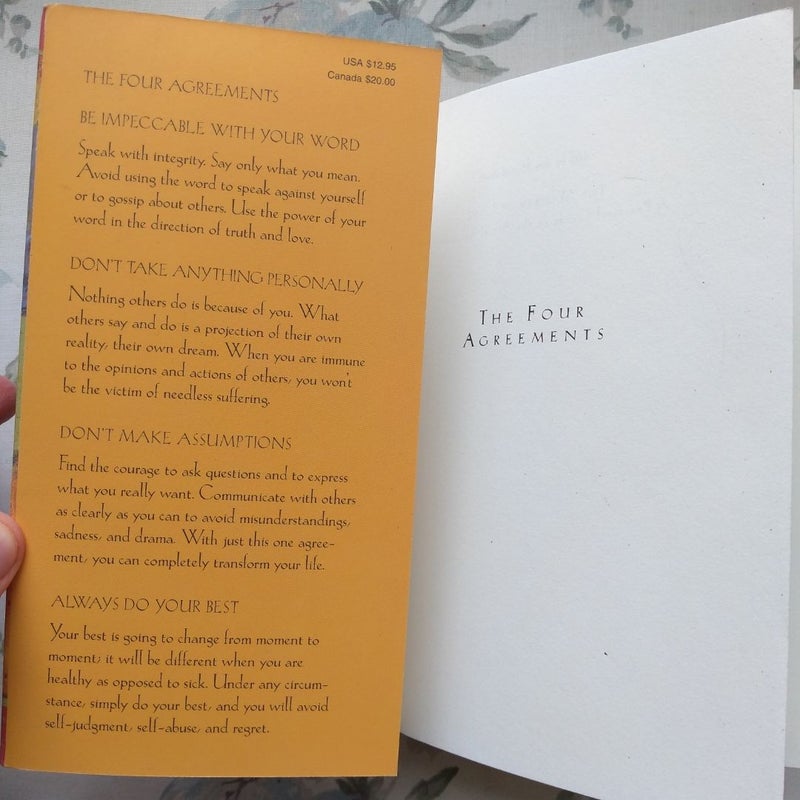 USA $12.95
Canada $20.00
THE FOUR AGREEMENTS
BE IMPECCABLE WITH YOUR WORD
Speak with integrity. Say only what you mean.
Avoid using the word to speak against yourself
or to gossip about others. Use the power of your
word in the direction of truth and love.
DON'T TAKE ANYTHING PERSONALLY
Nothing others do is because of you. What
others say and do is a projection of their own
reality, their own dream. When you are immune
to the opinions and actions of others, you won't
be the victim of needless suffering.
DON'T MAKE ASSUMPTIONS
Find the courage to ask questions and to express
what you really want. Communicate with others
as clearly as you can to avoid misunderstandings,
sadness, and drama. With just this one agree-
ment, you can completely transform your life.
ALWAYS DO YOUR BEST
Your best is going to change from moment to
moment; it will be different when you are
healthy as opposed to sick. Under any circum-
stance, simply do your best, and you will avoid
self-judgment, self-abuse, and regret.
THE FOUR
AGREEMENTS